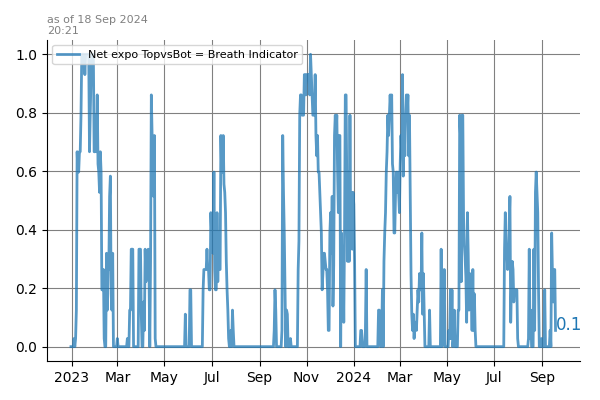 as of 18 Sep 2024
20:21
Net expo TopvsBot = Breath Indicator
1.0
0.8
0.6
0.4
0.2
0.0
0.1
2023 Mar May Jul Sep Nov 2024 Mar May Jul Sep